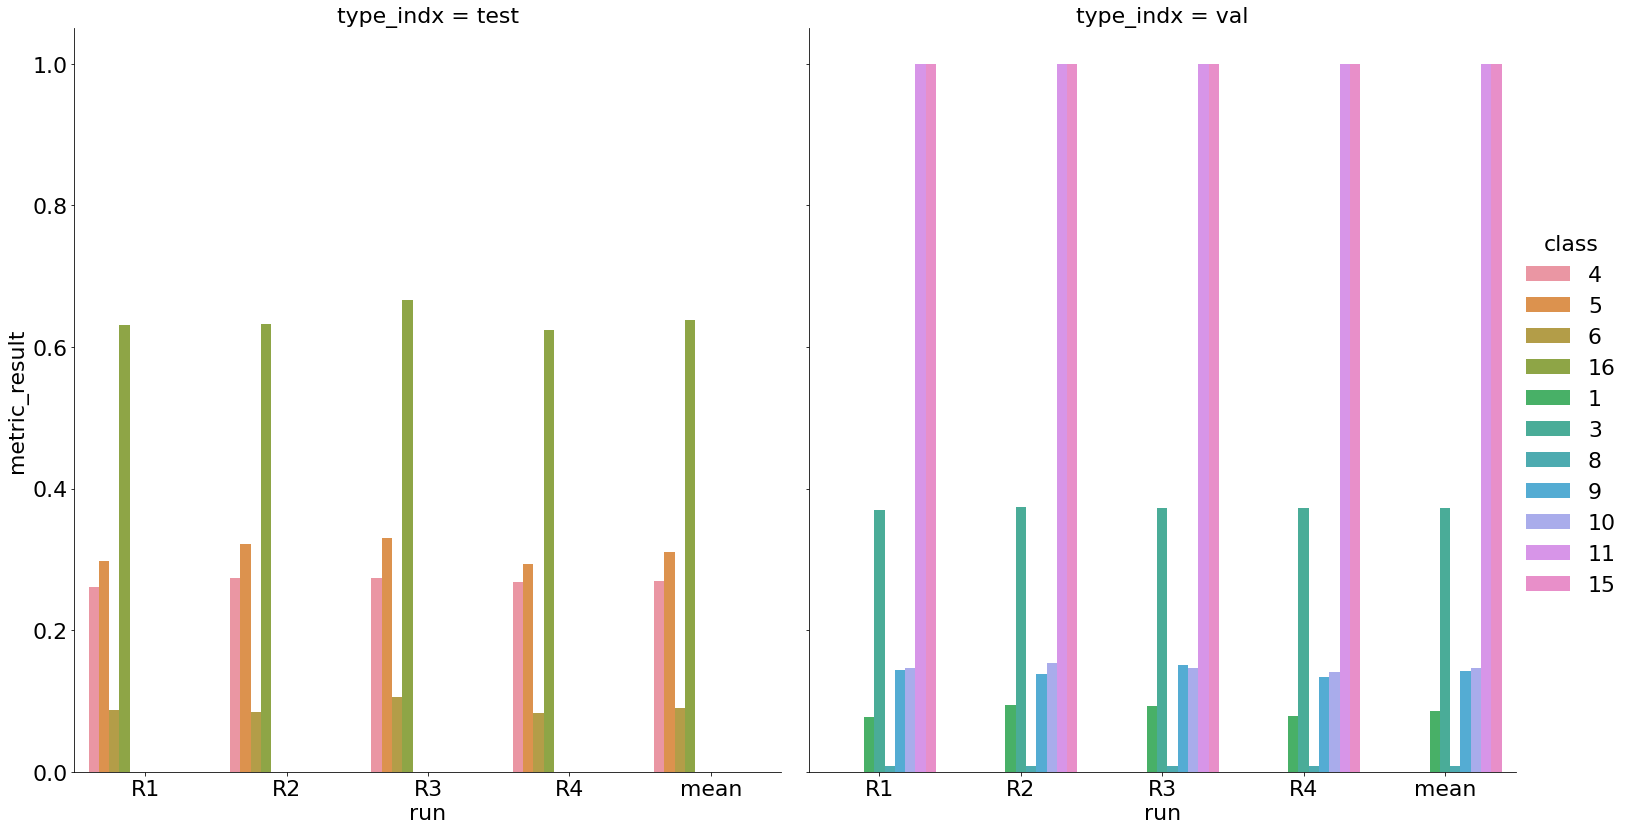 type_indx = test
type_indx = val
metric_result
1.0
0.8
0.6
0.4
0.2
0.0
R1 R2 R3 R4 mean
run
R1 R2 R3 R4 mean
run
class
4
5
6
16
1
3
8
9
10
11
15